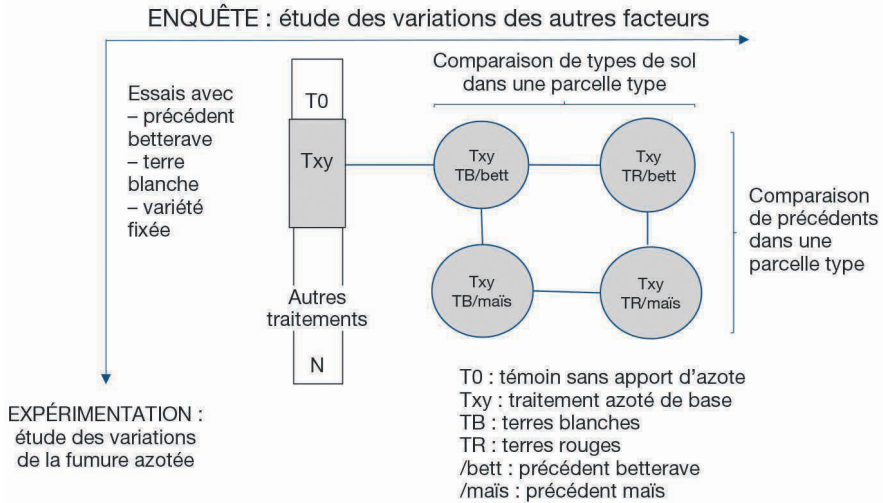 ENQUÊTE : étude des variations des autres facteurs
Comparaison de types de sol
dans une parcelle type
Essais avec
– précédent
betterave
– terre
blanche
– variété
fixée
T0
Txy
Autres
traitements
N
Txy
TB/bett
Txy
TR/bett
Txy
TB/maïs
Txy
TR/maïs
Comparaison
de précédents
dans une
parcelle type
EXPÉRIMENTATION :
étude des variations
de la fumure azotée
T0 : témoin sans apport d'azote
Txy : traitement azoté de base
TB : terres blanches
TR : terres rouges
/bett : précédent betterave
/maïs : précédent maïs